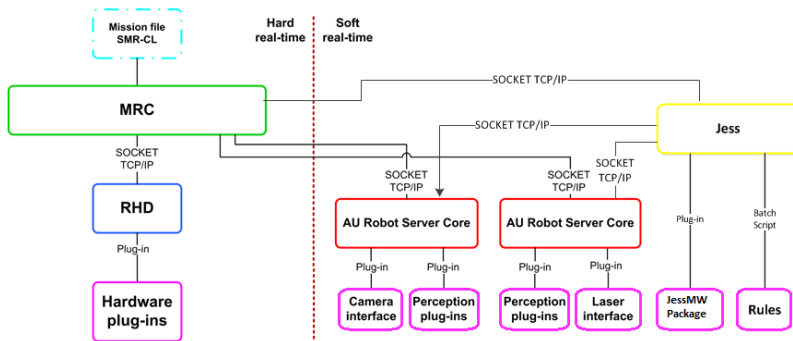 Mission file
SMR-CL
Hard
real-time
Soft
real-time
MRC
SOCKET TCP/IP
SOCKET TCP/IP
Jess
SOCKET
TCP/IP
SOCKET
TCP/IP
SOCKET
TCP/IP
SOCKET
TCP/IP
RHD
AU Robot Server Core
AU Robot Server Core
Plug-in
Batch
Script
Plug-in
Plug-in
Plug-in
Plug-in
Plug-in
Hardware
plug-ins
Camera
interface
Perception
plug-ins
Perception
plug-ins
Laser
interface
JessMW
Package
Rules